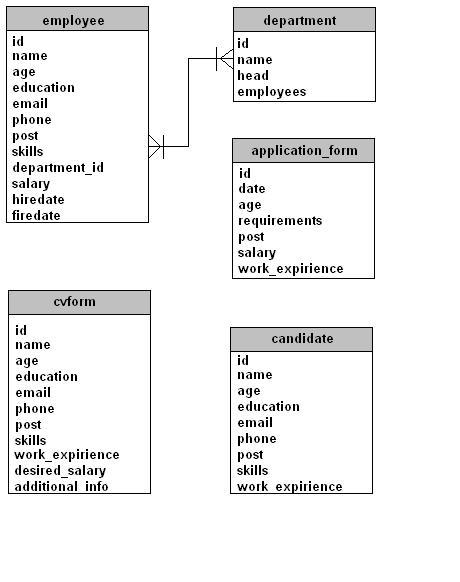 employee
id
name
age
education
email
phone
post
skills
department_id
salary
hiredate
firedate
department
id
name
head
employees
application_form
id
date
age
requirements
post
salary
work_expirience
cvform
id
name
age
education
email
phone
post
skills
work_expirience
desired_salary
additional_info
candidate
id
name
age
education
email
phone
post
skills
work_expirience